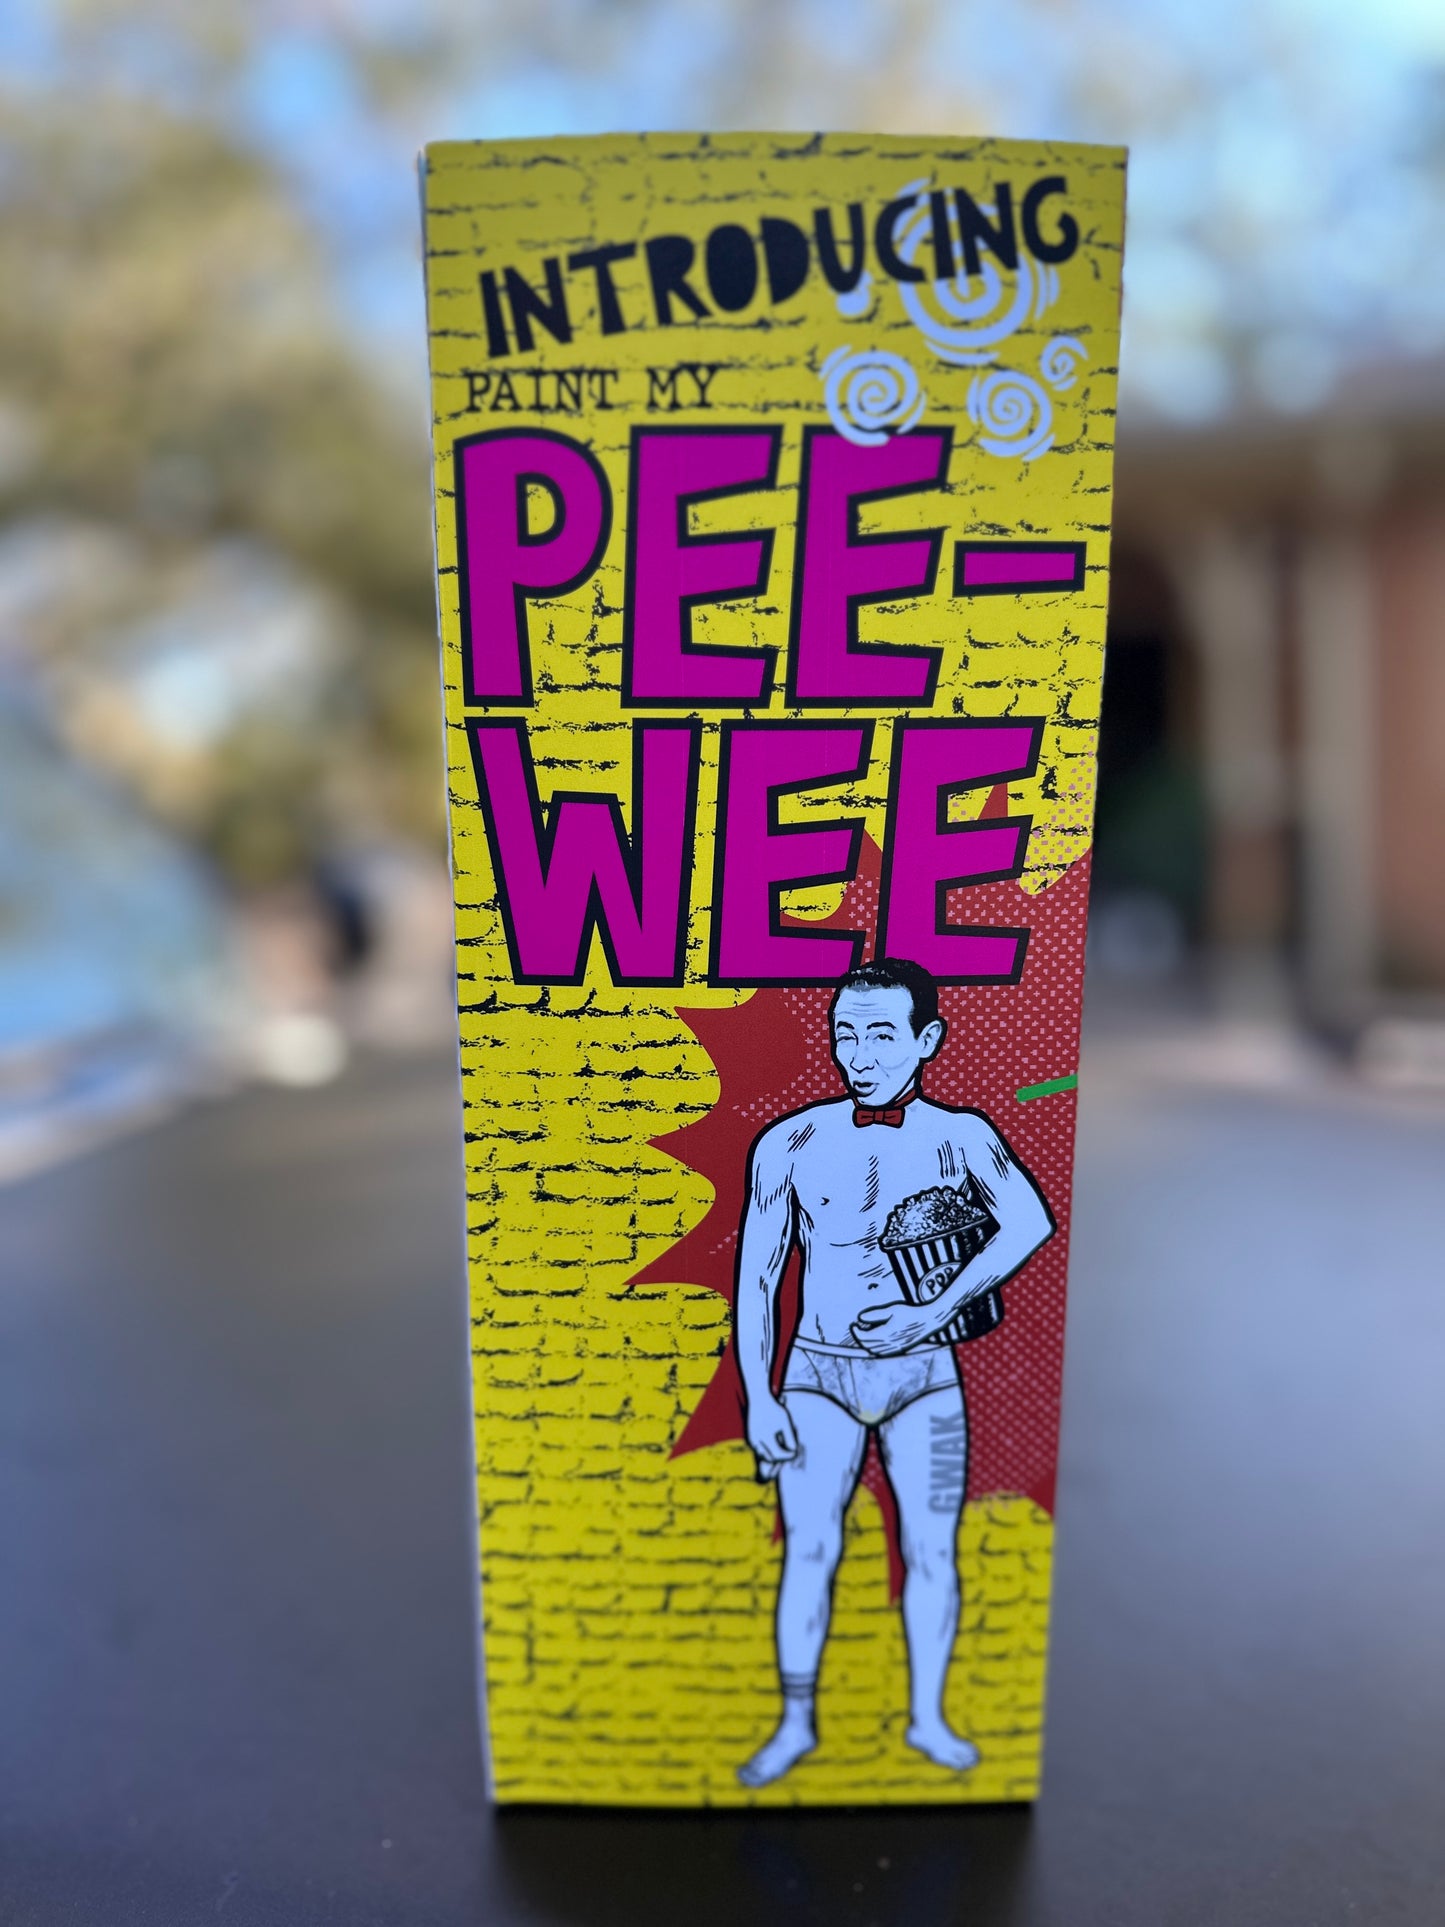 INTRODUCING
PAINT MY
PEE-
WEE
POP
GWAK